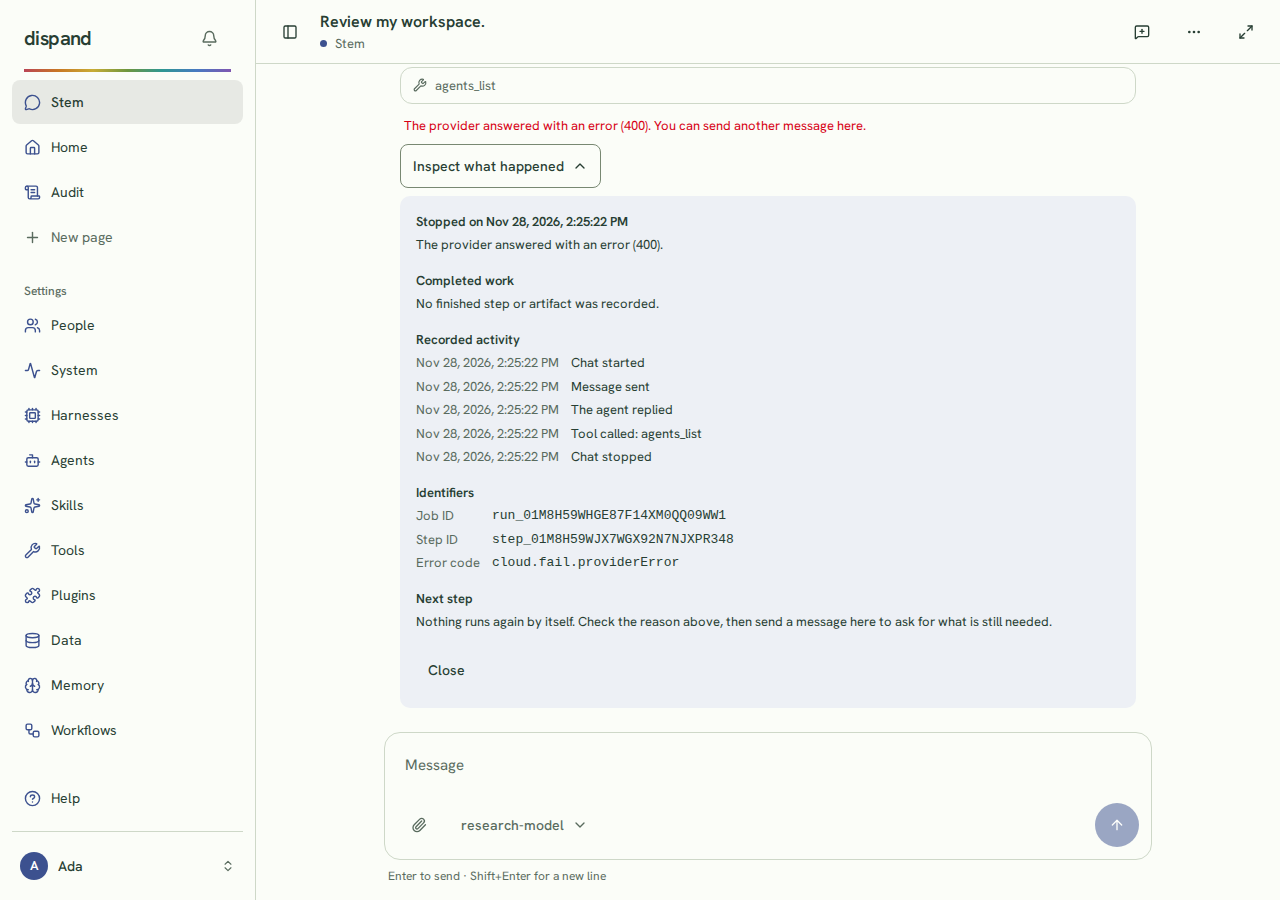 dispand
Stem
Home
Audit
New page
Settings
People
System
Harnesses
Agents
Skills
Tools
Plugins
Data
Memory
Workflows
Help
A
Ada
Review my workspace.
Stem
agents_list
The provider answered with an error (400). You can send another message here.
Inspect what happened
Stopped on Nov 28, 2026, 2:25:22 PM
The provider answered with an error (400).
Completed work
No finished step or artifact was recorded.
Recorded activity
Nov 28, 2026, 2:25:22 PM Chat started
Nov 28, 2026, 2:25:22 PM Message sent
Nov 28, 2026, 2:25:22 PM The agent replied
Nov 28, 2026, 2:25:22 PM Tool called: agents_list
Nov 28, 2026, 2:25:22 PM Chat stopped
Identifiers
Job ID run_01M8H59WHGE87F14XM0QQ09WW1
Step ID step_01M8H59WJX7WGX92N7NJXPR348
Error code cloud.fail.providerError
Next step
Nothing runs again by itself. Check the reason above, then send a message here to ask for what is still needed.
Close
Message
research-model
Enter to send · Shift+Enter for a new line